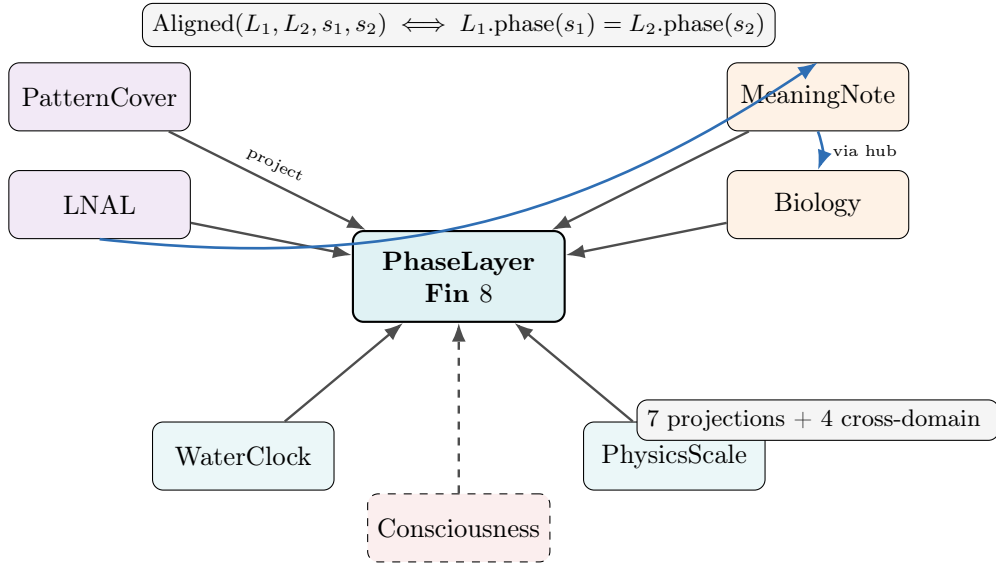 Aligned(L₁, L₂, s₁, s₂) ⟺ L₁.phase(s₁) = L₂.phase(s₂)
PatternCover
MeaningNote
project
via hub
LNAL
Biology
PhaseLayer
Fin 8
7 projections + 4 cross-domain
WaterClock
PhysicsScale
Consciousness